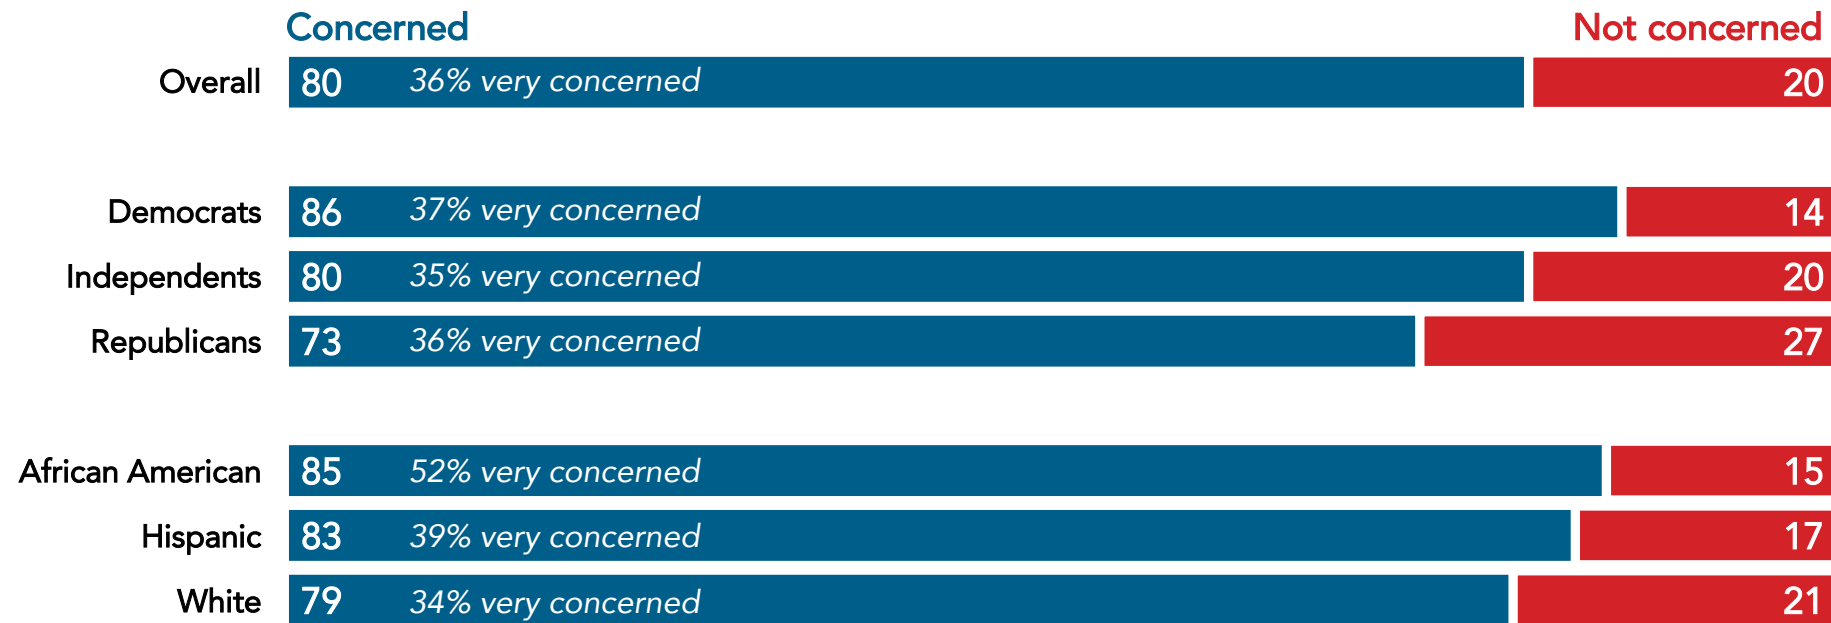 Concerned Not concerned
Overall 80 36% very concerned 20
Democrats 86 37% very concerned 14
Independents 80 35% very concerned 20
Republicans 73 36% very concerned 27
African American 85 52% very concerned 15
Hispanic 83 39% very concerned 17
White 79 34% very concerned 21